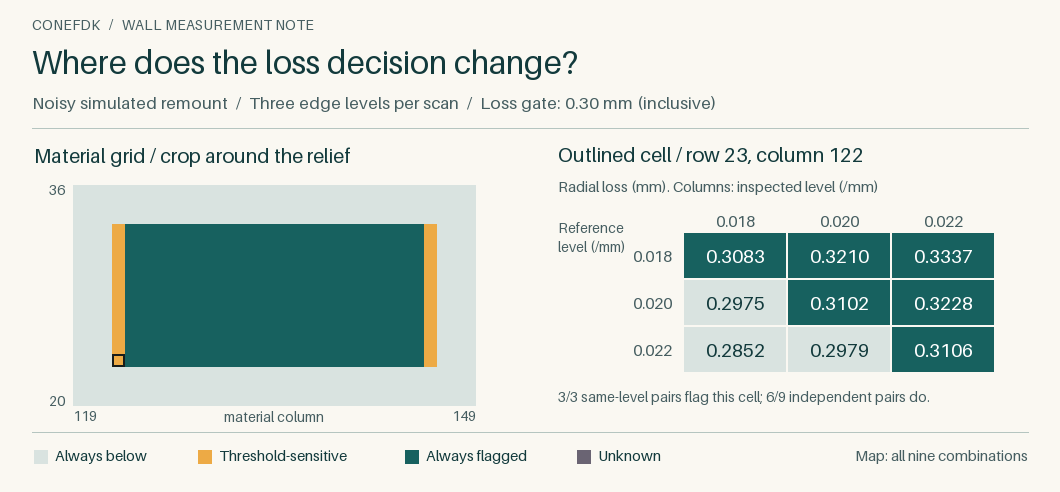 CONEFDK / WALL MEASUREMENT NOTE
Where does the loss decision change?
Noisy simulated remount / Three edge levels per scan / Loss gate: 0.30 mm (inclusive)
Material grid / crop around the relief
36
20
119 material column 149
Outlined cell / row 23, column 122
Radial loss (mm). Columns: inspected level (/mm)
Reference
level (/mm)
0.018 0.020 0.022
0.018 0.3083 0.3210 0.3337
0.020 0.2975 0.3102 0.3228
0.022 0.2852 0.2979 0.3106
3/3 same-level pairs flag this cell; 6/9 independent pairs do.
Always below Threshold-sensitive Always flagged Unknown Map: all nine combinations